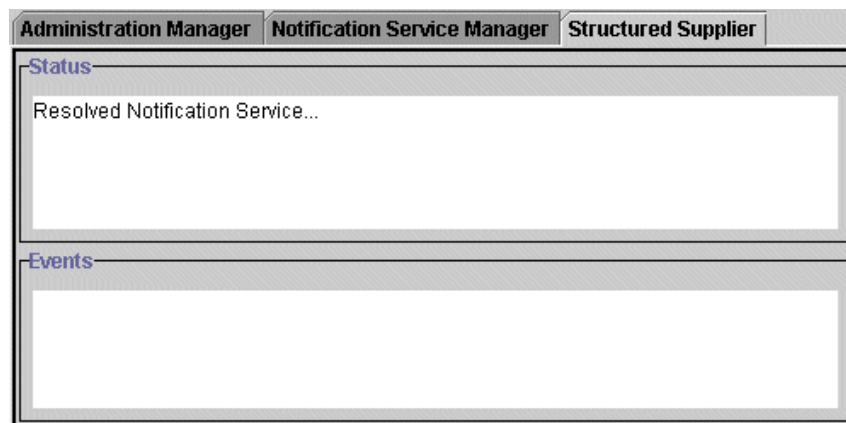 Administration Manager Notification Service Manager Structured Supplier
Status
Resolved Notification Service...
Events